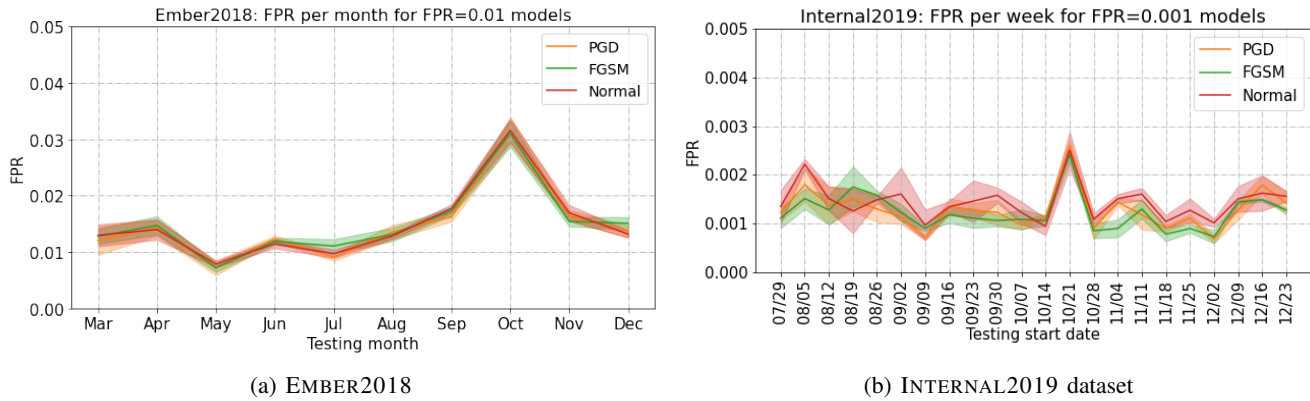 Ember2018: FPR per month for FPR=0.01 models
0.05
0.04
0.03
0.02
0.01
0.00
FPR
PGD
FGSM
Normal
Mar Apr May Jun Jul Aug Sep Oct Nov Dec
Testing month
(a) EMBER2018
Internal2019: FPR per week for FPR=0.001 models
0.005
0.004
0.003
0.002
0.001
0.000
FPR
PGD
FGSM
Normal
07/29 08/05 08/12 08/19 08/26 09/02 09/09 09/16 09/23 09/30 10/07 10/14 10/21 10/28 11/04 11/11 11/18 11/25 12/02 12/09 12/16 12/23
Testing start date
(b) INTERNAL2019 dataset